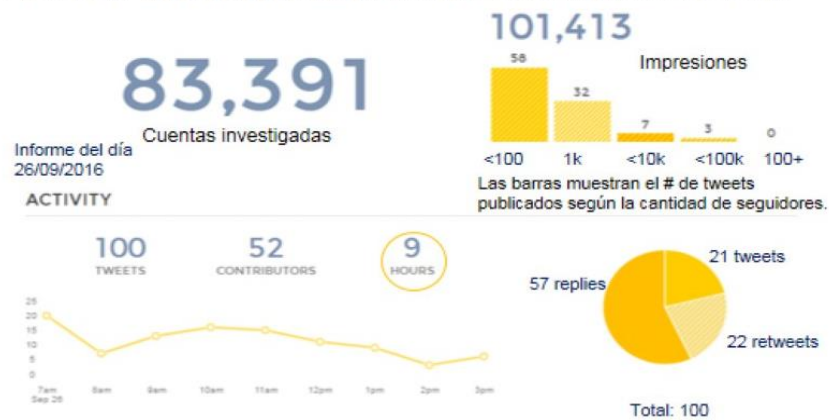 83,391
Cuentas investigadas
Informe del día
26/09/2016
101,413
Impresiones
58
32
7
3
0
<100 1k <10k <100k 100+
Las barras muestran el # de tweets
publicados según la cantidad de seguidores.
ACTIVITY
100
TWEETS
52
CONTRIBUTORS
9
HOURS
25
20
15
10
5
0
7am 8am 9am 10am 11am 12pm 1pm 2pm 3pm
Sep 26
21 tweets
57 replies
22 retweets
Total: 100